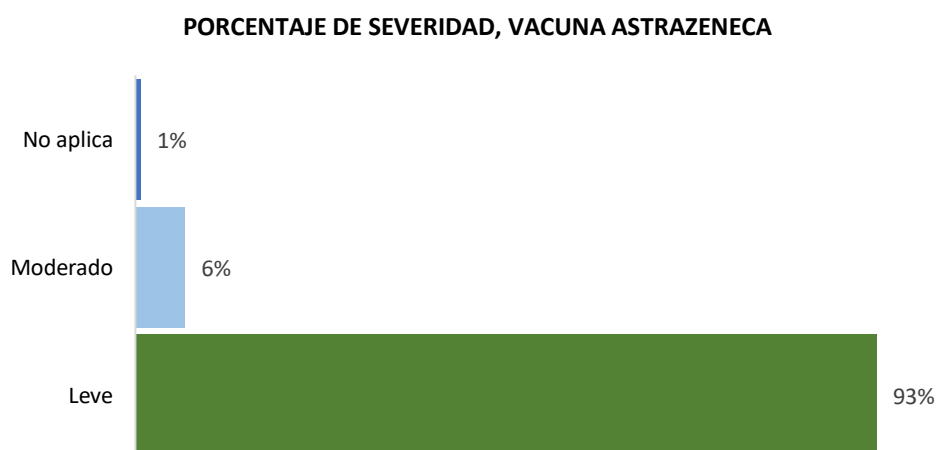 PORCENTAJE DE SEVERIDAD, VACUNA ASTRAZENECA
No aplica 1%
Moderado 6%
Leve 93%